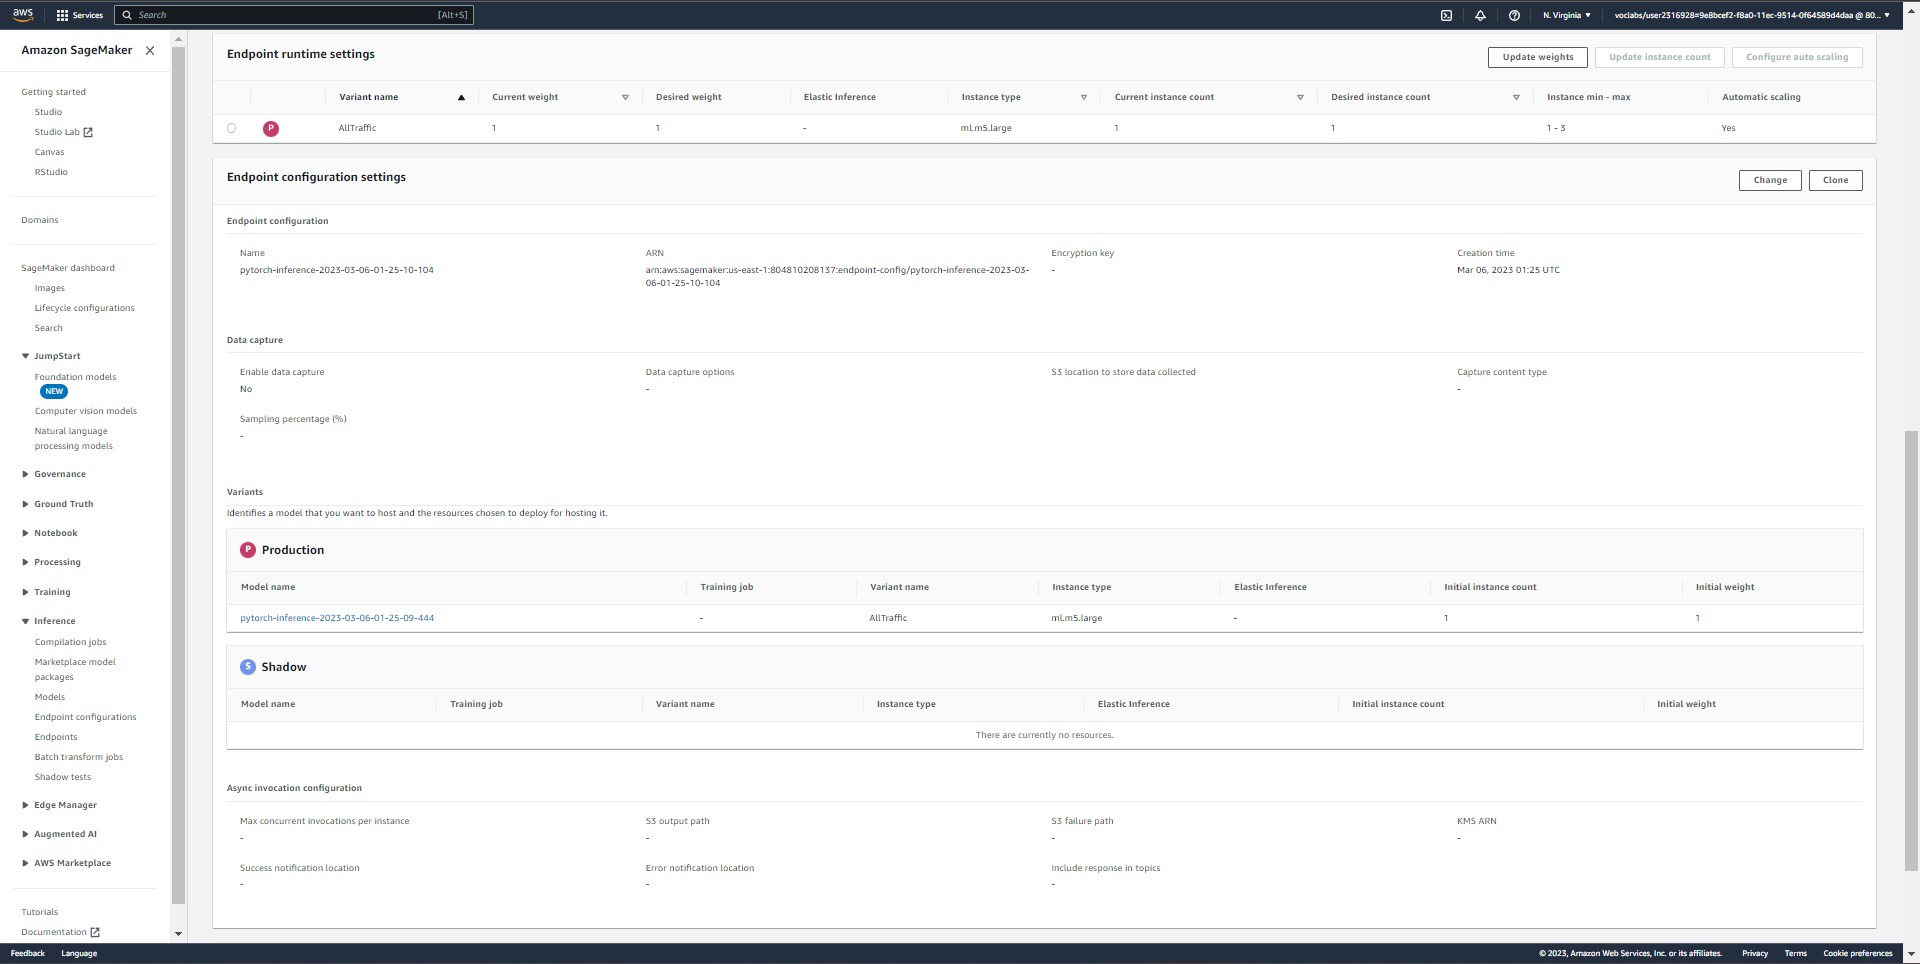 aws
Services
Search
[Alt+S]
N. Virginia
voclabs/user2316928=9e8bcef2-f8a0-11ec-9514-0f64589d4daa @ 80...
Amazon SageMaker
Getting started
Studio
Studio Lab
Canvas
RStudio
Domains
SageMaker dashboard
Images
Lifecycle configurations
Search
JumpStart
Foundation models
NEW
Computer vision models
Natural language
processing models
Governance
Ground Truth
Notebook
Processing
Training
Inference
Compilation jobs
Marketplace model
packages
Models
Endpoint configurations
Endpoints
Batch transform jobs
Shadow tests
Edge Manager
Augmented AI
AWS Marketplace
Tutorials
Documentation
Endpoint runtime settings
Update weights
Update instance count
Configure auto scaling
Variant name Current weight Desired weight Elastic Inference Instance type Current instance count Desired instance count Instance min - max Automatic scaling
P AllTraffic 1 1 - ml.m5.large 1 1 1 - 3 Yes
Endpoint configuration settings
Change
Clone
Endpoint configuration
Name
pytorch-inference-2023-03-06-01-25-10-104
ARN
arn:aws:sagemaker:us-east-1:804810208137:endpoint-config/pytorch-inference-2023-03-
06-01-25-10-104
Encryption key
-
Creation time
Mar 06, 2023 01:25 UTC
Data capture
Enable data capture
No
Data capture options
-
S3 location to store data collected
Capture content type
-
Sampling percentage (%)
-
Variants
Identifies a model that you want to host and the resources chosen to deploy for hosting it.
P Production
Model name Training job Variant name Instance type Elastic Inference Initial instance count Initial weight
pytorch-inference-2023-03-06-01-25-09-444 - AllTraffic ml.m5.large - 1 1
S Shadow
Model name Training job Variant name Instance type Elastic Inference Initial instance count Initial weight
There are currently no resources.
Async invocation configuration
Max concurrent invocations per instance
-
S3 output path
-
S3 failure path
-
KMS ARN
-
Success notification location
-
Error notification location
-
Include response in topics
-
Feedback
Language
© 2023, Amazon Web Services, Inc. or its affiliates.
Privacy
Terms
Cookie preferences